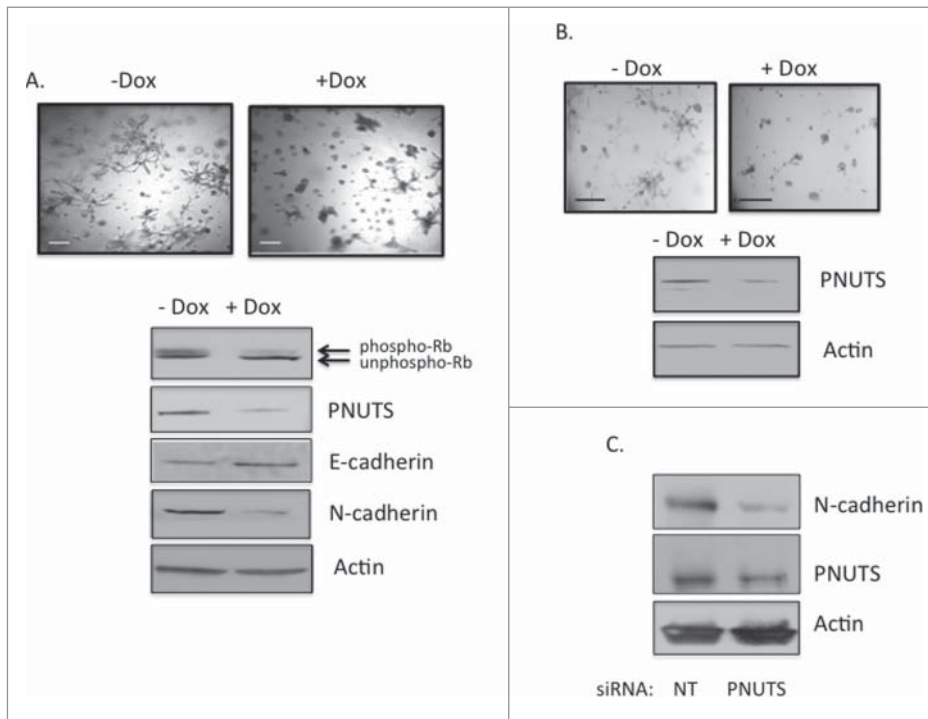 A.
-Dox +Dox
- Dox + Dox
phospho-Rb
unphospho-Rb
PNUTS
E-cadherin
N-cadherin
Actin
B.
- Dox + Dox
- Dox + Dox
PNUTS
Actin
C.
N-cadherin
PNUTS
Actin
siRNA: NT PNUTS